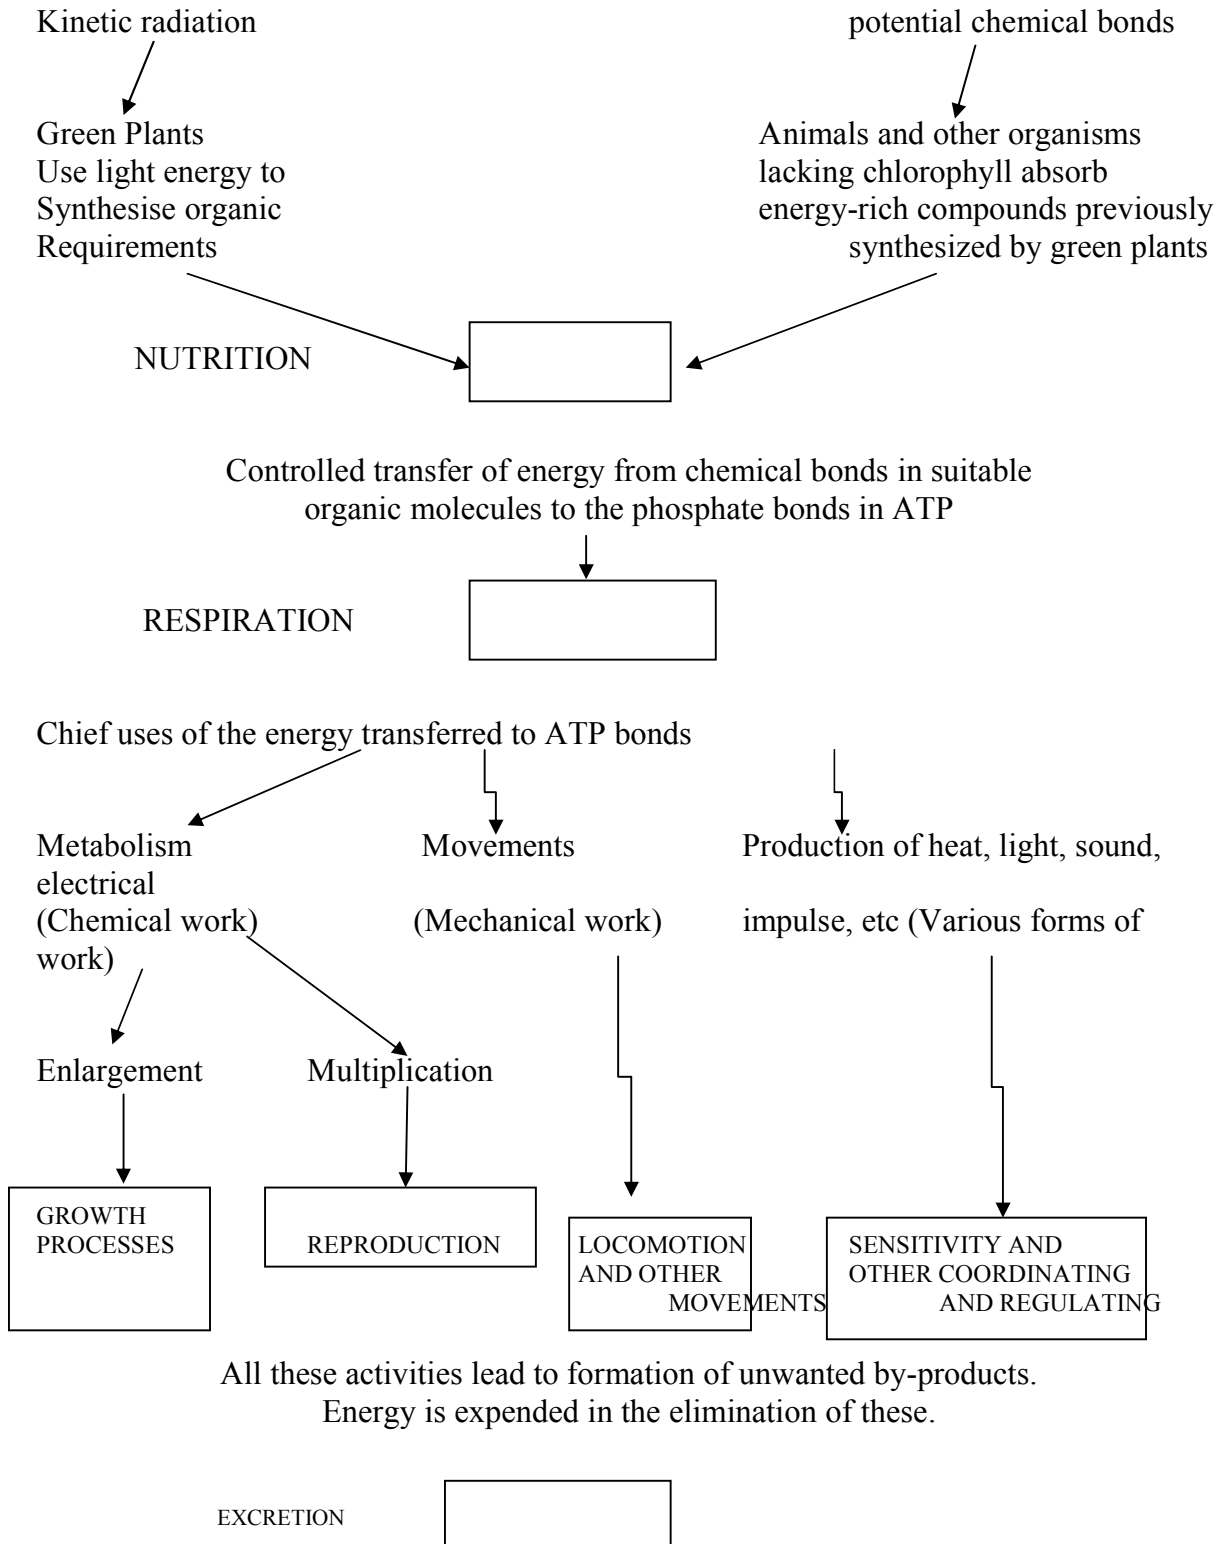 Kinetic radiation potential chemical bonds
Green Plants Animals and other organisms
Use light energy to lacking chlorophyll absorb
Synthesise organic energy-rich compounds previously
Requirements synthesized by green plants
NUTRITION
Controlled transfer of energy from chemical bonds in suitable
organic molecules to the phosphate bonds in ATP
RESPIRATION
Chief uses of the energy transferred to ATP bonds
Metabolism Movements Production of heat, light, sound,
electrical
(Chemical work) (Mechanical work) impulse, etc (Various forms of
work)
Enlargement Multiplication
GROWTH
PROCESSES REPRODUCTION LOCOMOTION SENSITIVITY AND
AND OTHER OTHER COORDINATING
MOVEMENTS AND REGULATING
All these activities lead to formation of unwanted by-products.
Energy is expended in the elimination of these.
EXCRETION